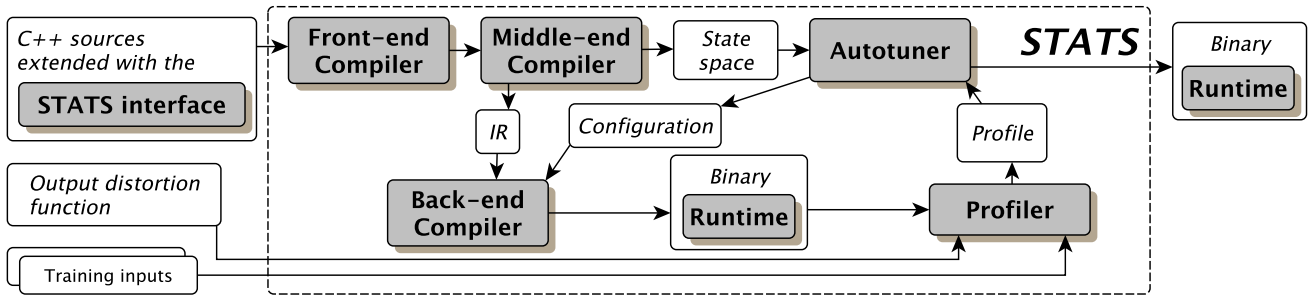 C++ sources
extended with the
STATS interface
Front-end
Compiler
Middle-end
Compiler
State
space
Autotuner
STATS
Binary
Runtime
IR
Configuration
Profile
Output distortion
function
Back-end
Compiler
Binary
Runtime
Profiler
Training inputs